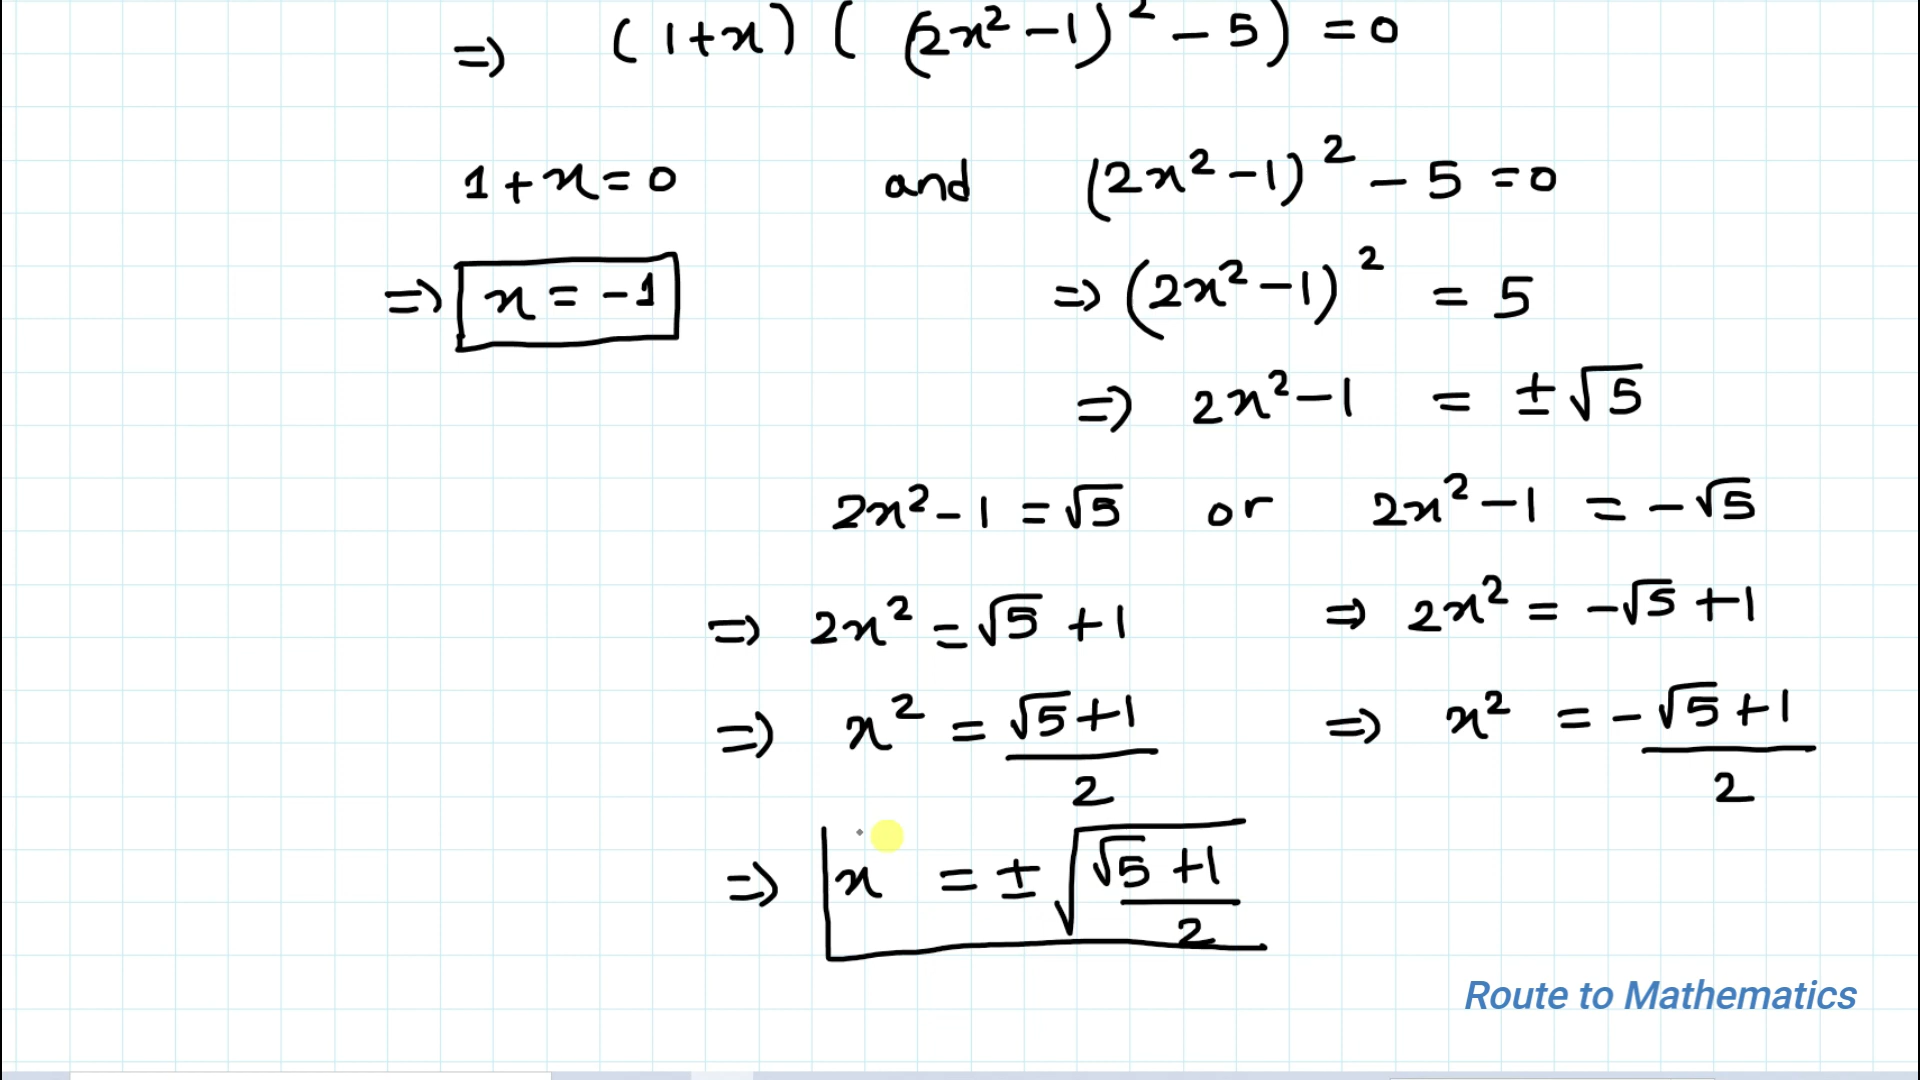 => (1+x) ((2x²-1)² - 5) = 0
1+x=0 and (2x²-1)² - 5 = 0
=> x = -1 => (2x²-1)² = 5
=> 2x²-1 = ±√5
2x²-1 = √5 or 2x²-1 = -√5
=> 2x² = √5 +1 => 2x² = -√5 +1
=> x² = √5+1/2 => x² = -√5+1/2
=> x = ±√(√5+1/2)
Route to Mathematics